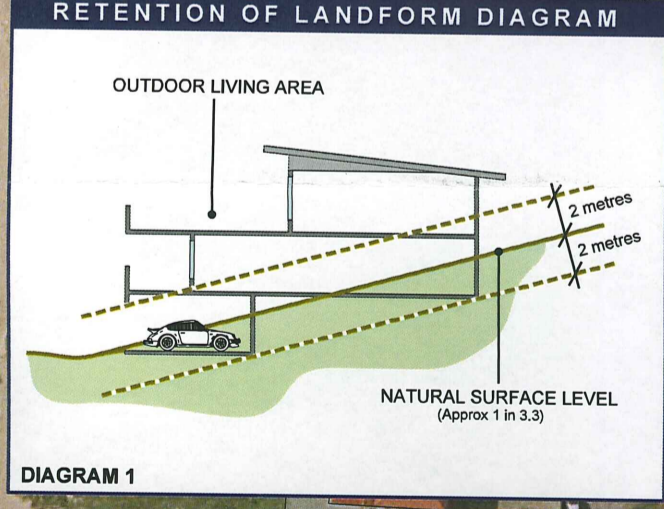 RETENTION OF LANDFORM DIAGRAM
OUTDOOR LIVING AREA
2 metres
2 metres
NATURAL SURFACE LEVEL
(Approx 1 in 3.3)
DIAGRAM 1